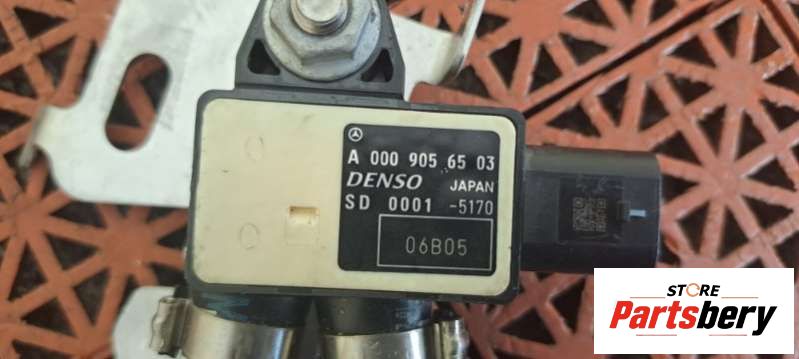 A 000 905 65 03
DENSO JAPAN
SD 0001 -5170
06B05
STORE
Partsbery